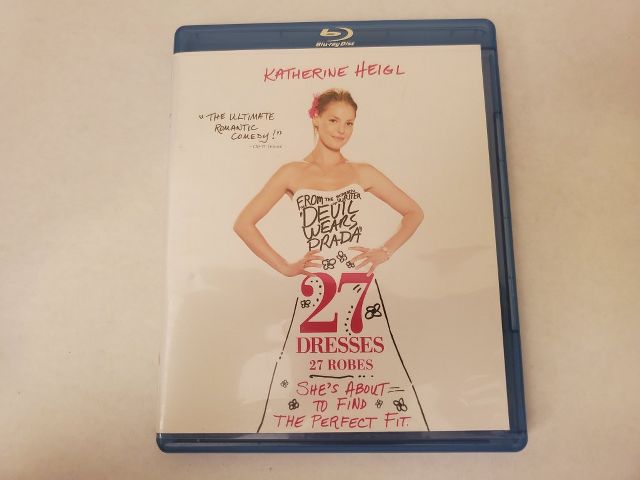 Blu-ray Disc
KATHERINE HEIGL
"THE ULTIMATE
ROMANTIC
COMEDY!"
FROM THE SCREENWRITER
"DEVIL
WEARS
PRADA"
27
DRESSES
27 ROBES
SHE'S ABOUT
TO FIND
THE PERFECT FIT.